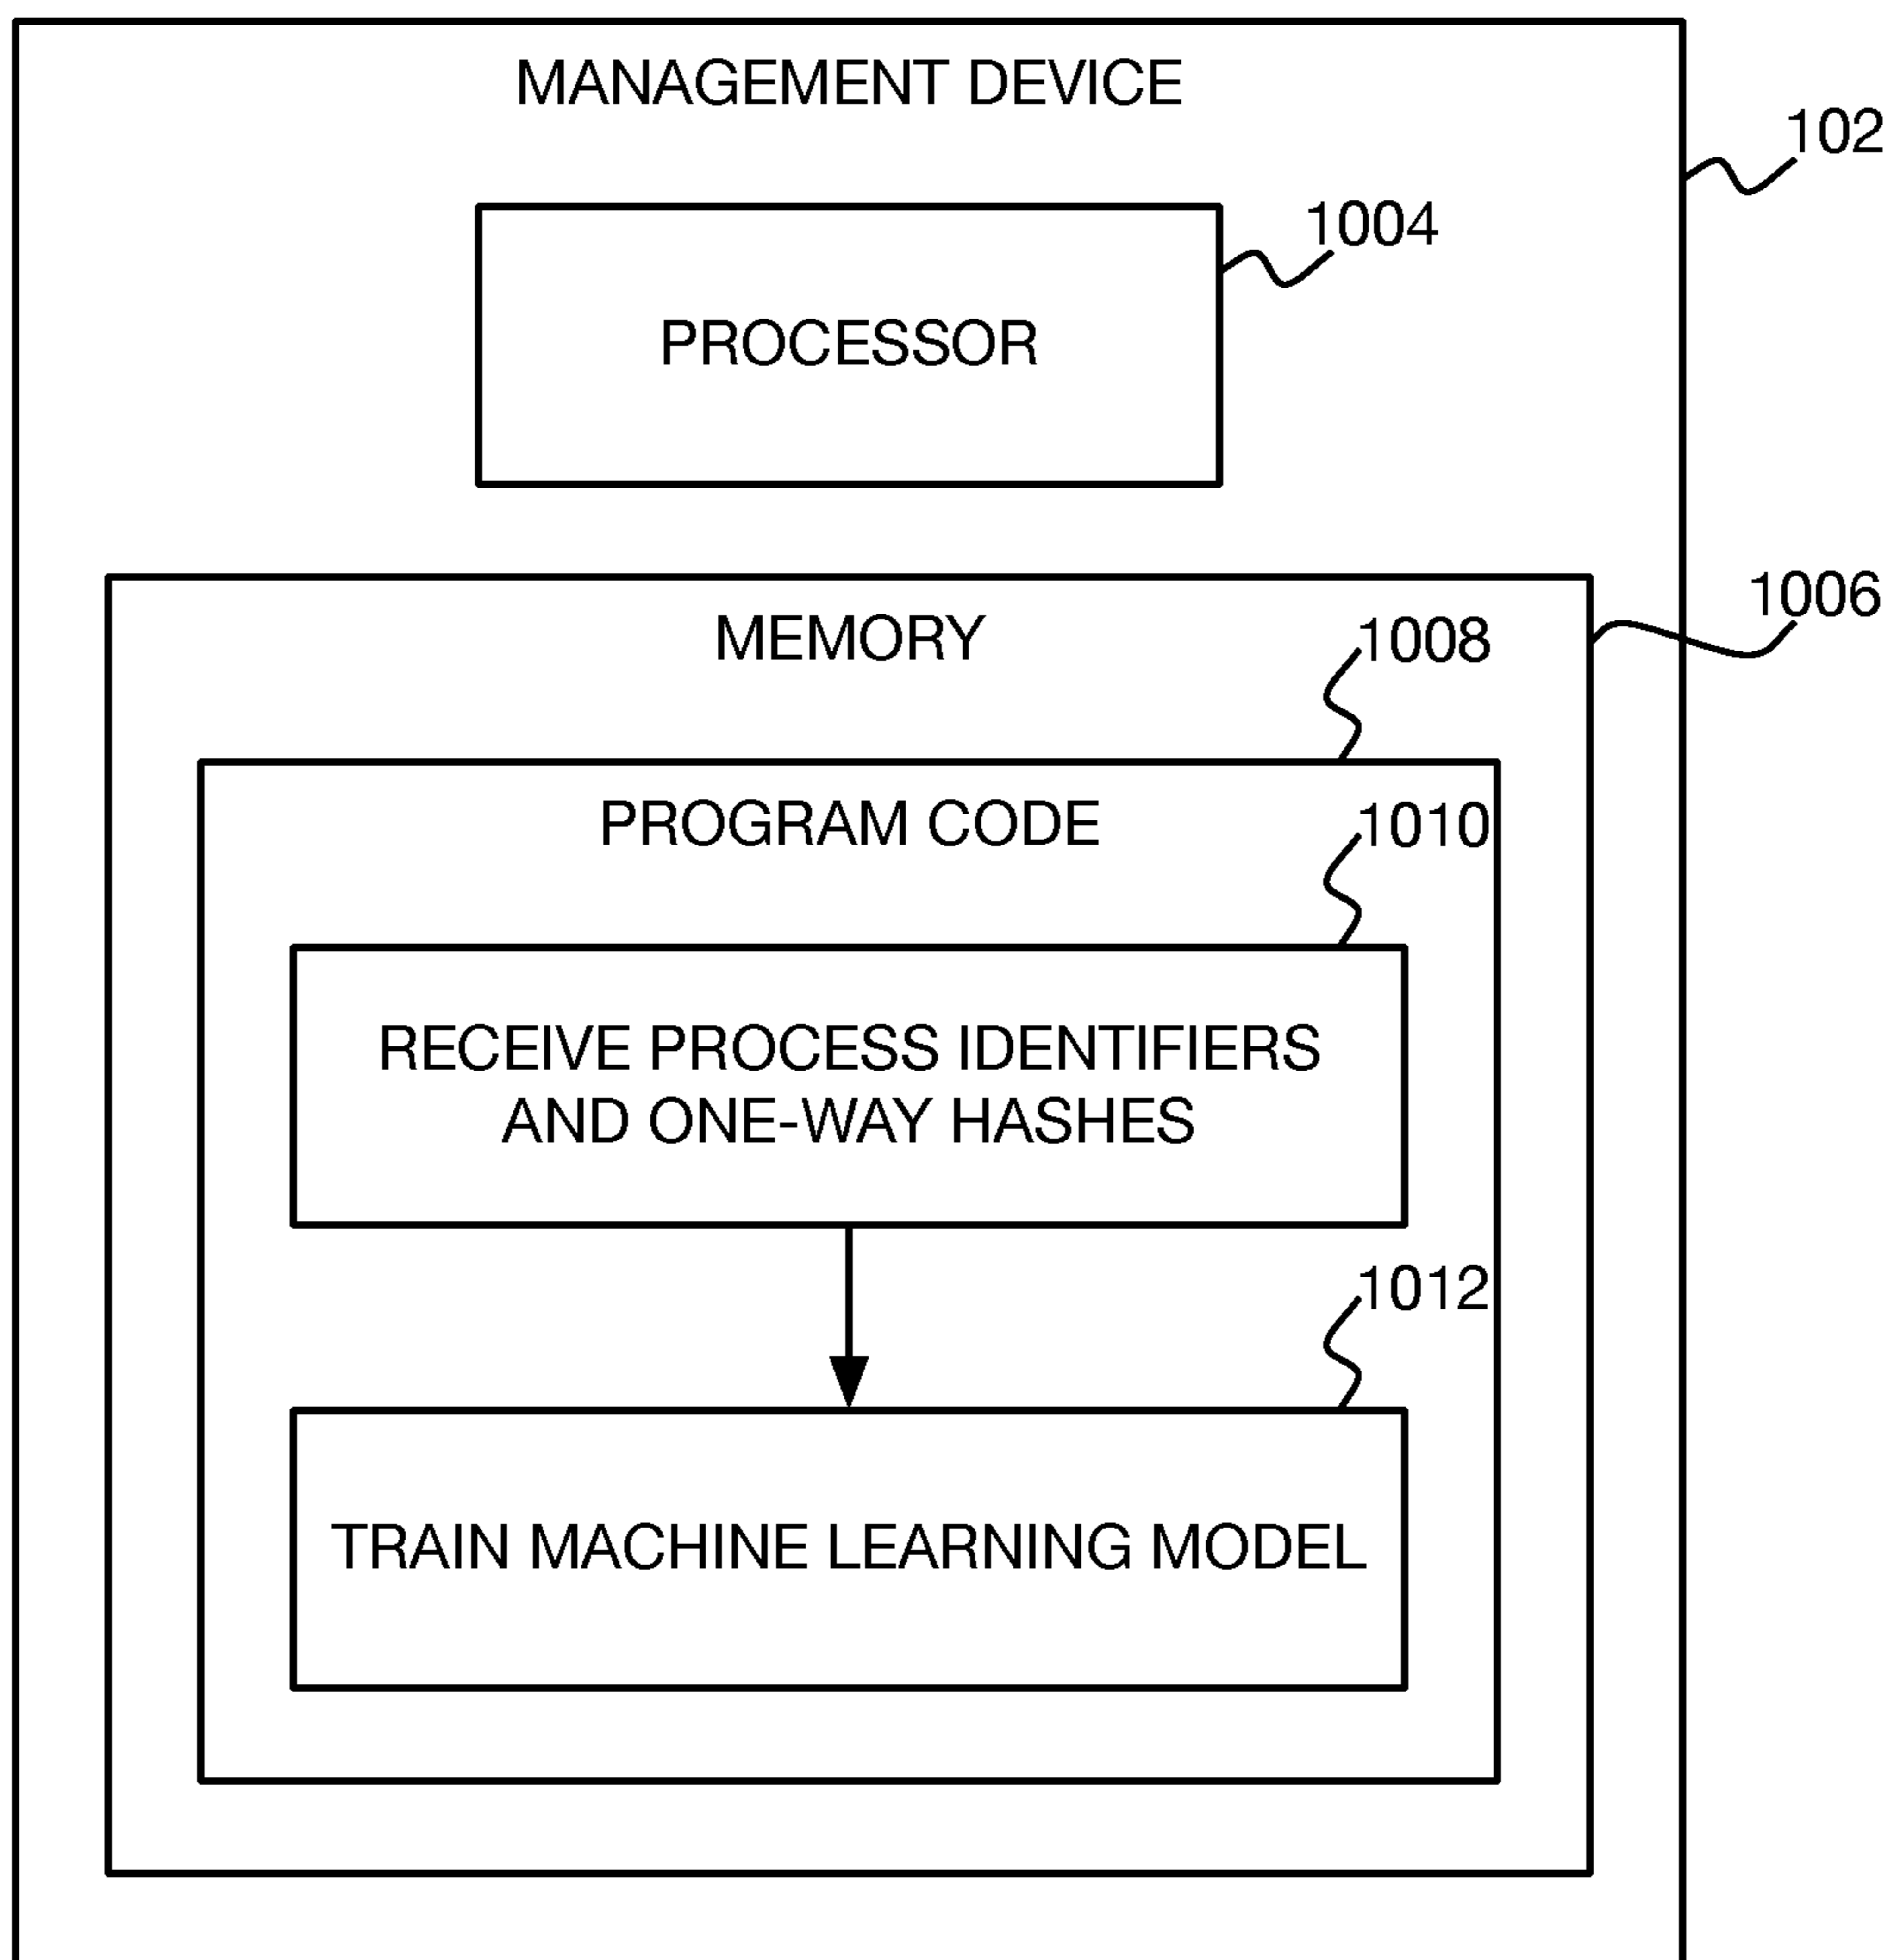 MANAGEMENT DEVICE
102
1004
PROCESSOR
1006
MEMORY
1008
PROGRAM CODE
1010
RECEIVE PROCESS IDENTIFIERS
AND ONE-WAY HASHES
1012
TRAIN MACHINE LEARNING MODEL